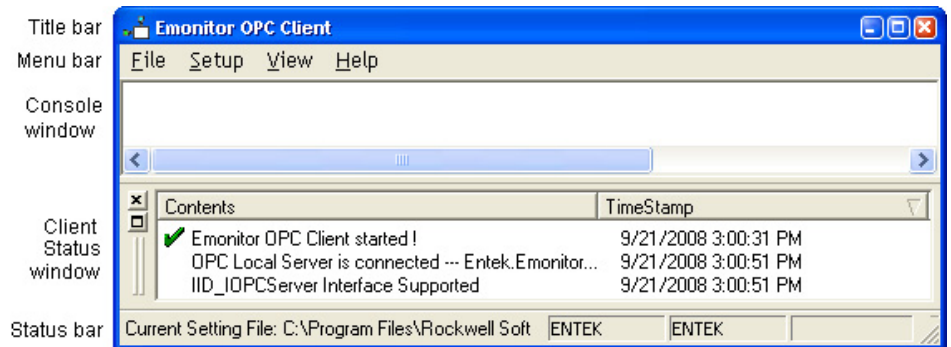 Title bar Emonitor OPC Client
Menu bar File Setup View Help
Console
window
Contents TimeStamp
Client
Status
window
Emonitor OPC Client started ! 9/21/2008 3:00:31 PM
OPC Local Server is connected --- Entek.Emonitor... 9/21/2008 3:00:51 PM
IID_IOPCServer Interface Supported 9/21/2008 3:00:51 PM
Status bar Current Setting File: C:\Program Files\Rockwell Soft ENTEK ENTEK